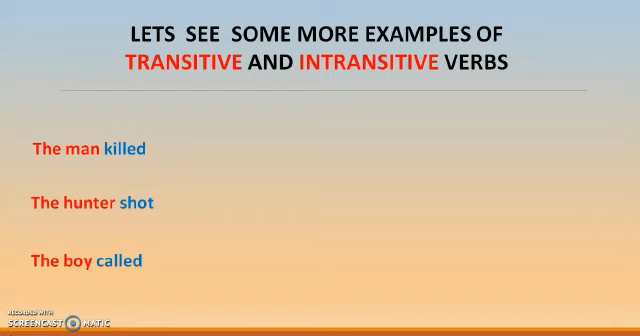 LETS SEE SOME MORE EXAMPLES OF
TRANSITIVE AND INTRANSITIVE VERBS
The man killed
The hunter shot
The boy called
RECORDED WITH
SCREENCAST MATIC